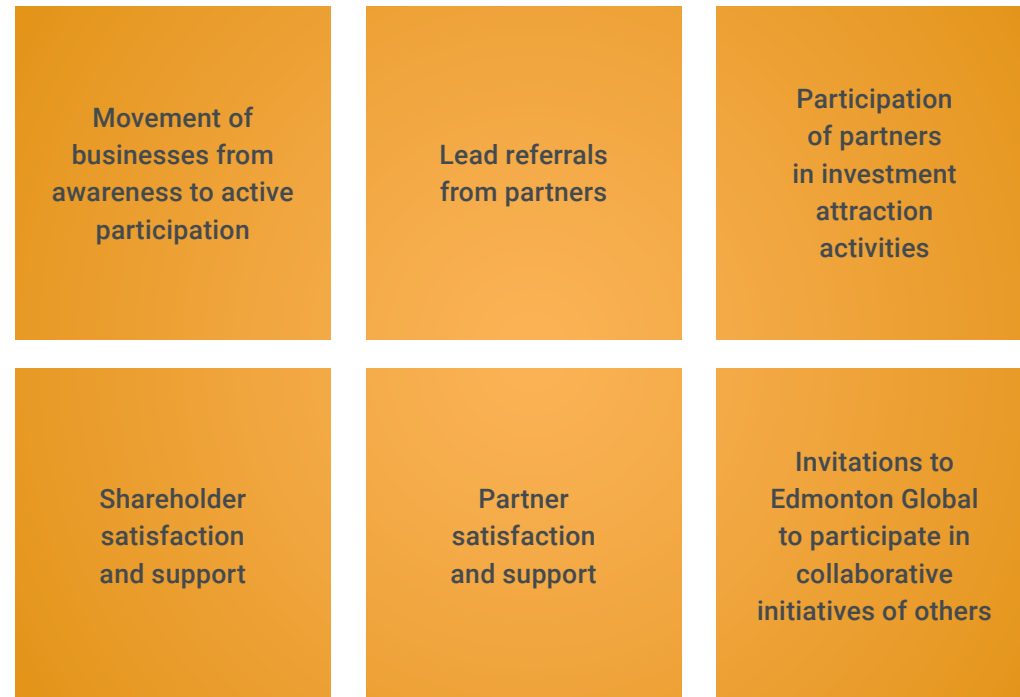 Movement of
businesses from
awareness to active
participation
Lead referrals
from partners
Participation
of partners
in investment
attraction
activities
Shareholder
satisfaction
and support
Partner
satisfaction
and support
Invitations to
Edmonton Global
to participate in
collaborative
initiatives of others